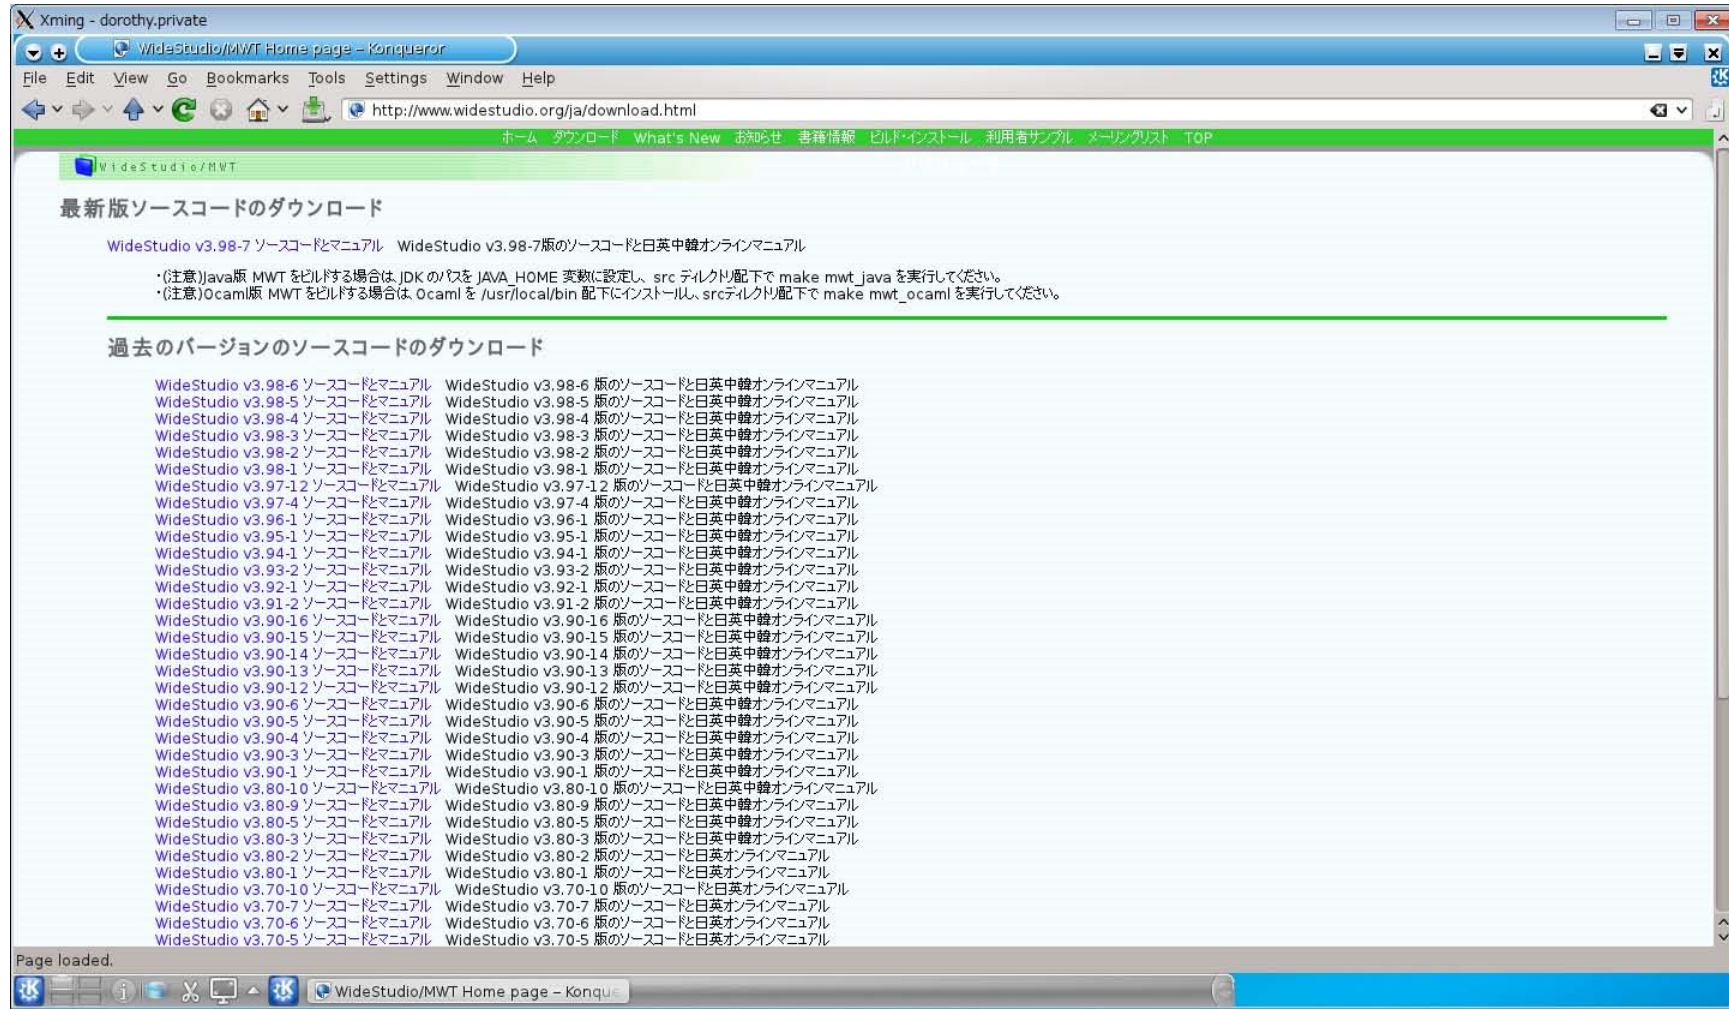 Xming - dorothy.private
WideStudio/MWT Home page – Konqueror
File Edit View Go Bookmarks Tools Settings Window Help
http://www.widestudio.org/ja/download.html
ホーム ダウンロード What's New お知らせ 書籍情報 ビルド・インストール 利用者サンプル メーリングリスト TOP
WideStudio/MWT
最新版ソースコードのダウンロード
WideStudio v3.98-7 ソースコードとマニュアル WideStudio v3.98-7版のソースコードと日英中韓オンラインマニュアル
・(注意)Java版 MWT をビルドする場合は、JDK のパスを JAVA_HOME 変数に設定し、 src ディレクトリ配下で make mwt_java を実行してください。
・(注意)Ocaml版 MWT をビルドする場合は、Ocaml を /usr/local/bin 配下にインストールし、srcディレクトリ配下で make mwt_ocaml を実行してください。
過去のバージョンのソースコードのダウンロード
WideStudio v3.98-6 ソースコードとマニュアル WideStudio v3.98-6 版のソースコードと日英中韓オンラインマニュアル
WideStudio v3.98-5 ソースコードとマニュアル WideStudio v3.98-5 版のソースコードと日英中韓オンラインマニュアル
WideStudio v3.98-4 ソースコードとマニュアル WideStudio v3.98-4 版のソースコードと日英中韓オンラインマニュアル
WideStudio v3.98-3 ソースコードとマニュアル WideStudio v3.98-3 版のソースコードと日英中韓オンラインマニュアル
WideStudio v3.98-2 ソースコードとマニュアル WideStudio v3.98-2 版のソースコードと日英中韓オンラインマニュアル
WideStudio v3.98-1 ソースコードとマニュアル WideStudio v3.98-1 版のソースコードと日英中韓オンラインマニュアル
WideStudio v3.97-12 ソースコードとマニュアル WideStudio v3.97-12 版のソースコードと日英中韓オンラインマニュアル
WideStudio v3.97-4 ソースコードとマニュアル WideStudio v3.97-4 版のソースコードと日英中韓オンラインマニュアル
WideStudio v3.96-1 ソースコードとマニュアル WideStudio v3.96-1 版のソースコードと日英中韓オンラインマニュアル
WideStudio v3.95-1 ソースコードとマニュアル WideStudio v3.95-1 版のソースコードと日英中韓オンラインマニュアル
WideStudio v3.94-1 ソースコードとマニュアル WideStudio v3.94-1 版のソースコードと日英中韓オンラインマニュアル
WideStudio v3.93-2 ソースコードとマニュアル WideStudio v3.93-2 版のソースコードと日英中韓オンラインマニュアル
WideStudio v3.92-1 ソースコードとマニュアル WideStudio v3.92-1 版のソースコードと日英中韓オンラインマニュアル
WideStudio v3.91-2 ソースコードとマニュアル WideStudio v3.91-2 版のソースコードと日英中韓オンラインマニュアル
WideStudio v3.90-16 ソースコードとマニュアル WideStudio v3.90-16 版のソースコードと日英中韓オンラインマニュアル
WideStudio v3.90-15 ソースコードとマニュアル WideStudio v3.90-15 版のソースコードと日英中韓オンラインマニュアル
WideStudio v3.90-14 ソースコードとマニュアル WideStudio v3.90-14 版のソースコードと日英中韓オンラインマニュアル
WideStudio v3.90-13 ソースコードとマニュアル WideStudio v3.90-13 版のソースコードと日英中韓オンラインマニュアル
WideStudio v3.90-12 ソースコードとマニュアル WideStudio v3.90-12 版のソースコードと日英中韓オンラインマニュアル
WideStudio v3.90-6 ソースコードとマニュアル WideStudio v3.90-6 版のソースコードと日英中韓オンラインマニュアル
WideStudio v3.90-5 ソースコードとマニュアル WideStudio v3.90-5 版のソースコードと日英中韓オンラインマニュアル
WideStudio v3.90-4 ソースコードとマニュアル WideStudio v3.90-4 版のソースコードと日英中韓オンラインマニュアル
WideStudio v3.90-3 ソースコードとマニュアル WideStudio v3.90-3 版のソースコードと日英中韓オンラインマニュアル
WideStudio v3.90-1 ソースコードとマニュアル WideStudio v3.90-1 版のソースコードと日英中韓オンラインマニュアル
WideStudio v3.80-10 ソースコードとマニュアル WideStudio v3.80-10 版のソースコードと日英中韓オンラインマニュアル
WideStudio v3.80-9 ソースコードとマニュアル WideStudio v3.80-9 版のソースコードと日英中韓オンラインマニュアル
WideStudio v3.80-5 ソースコードとマニュアル WideStudio v3.80-5 版のソースコードと日英中韓オンラインマニュアル
WideStudio v3.80-3 ソースコードとマニュアル WideStudio v3.80-3 版のソースコードと日英中韓オンラインマニュアル
WideStudio v3.80-2 ソースコードとマニュアル WideStudio v3.80-2 版のソースコードと日英オンラインマニュアル
WideStudio v3.80-1 ソースコードとマニュアル WideStudio v3.80-1 版のソースコードと日英オンラインマニュアル
WideStudio v3.70-10 ソースコードとマニュアル WideStudio v3.70-10 版のソースコードと日英オンラインマニュアル
WideStudio v3.70-7 ソースコードとマニュアル WideStudio v3.70-7 版のソースコードと日英オンラインマニュアル
WideStudio v3.70-6 ソースコードとマニュアル WideStudio v3.70-6 版のソースコードと日英オンラインマニュアル
WideStudio v3.70-5 ソースコードとマニュアル WideStudio v3.70-5 版のソースコードと日英オンラインマニュアル
Page loaded.
WideStudio/MWT Home page – Konque